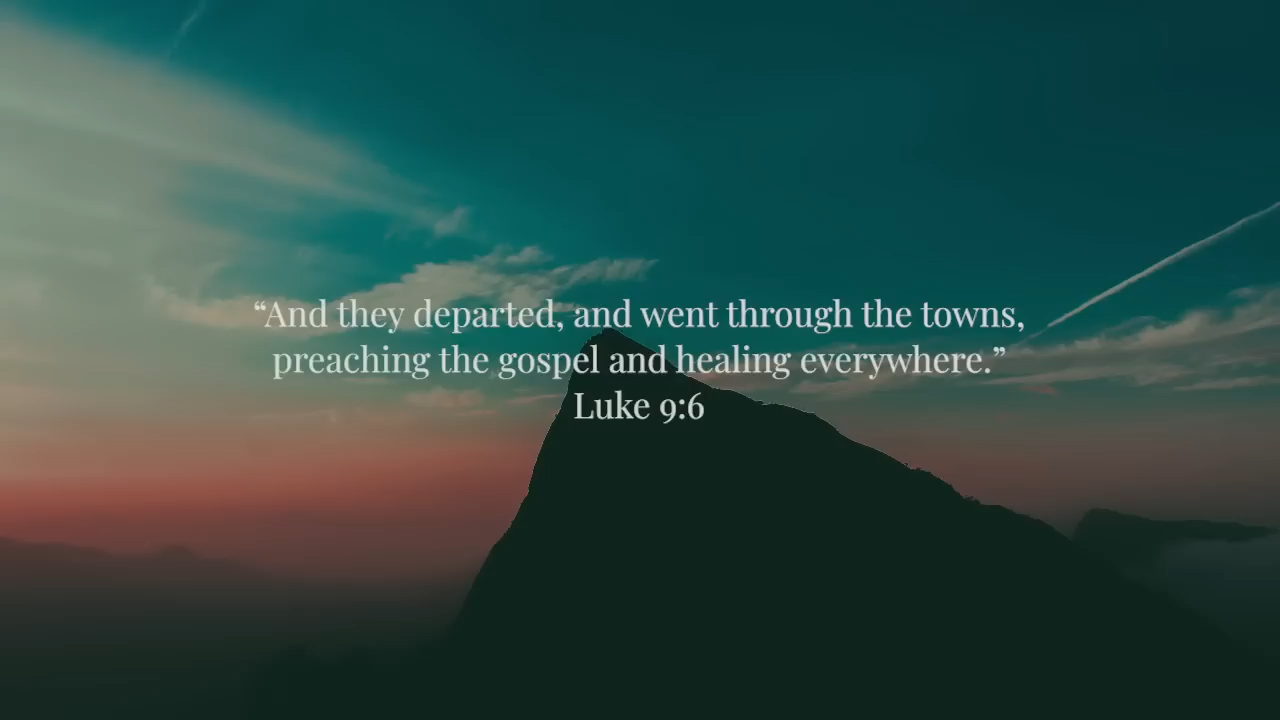 “And they departed, and went through the towns,
preaching the gospel and healing everywhere.”
Luke 9:6